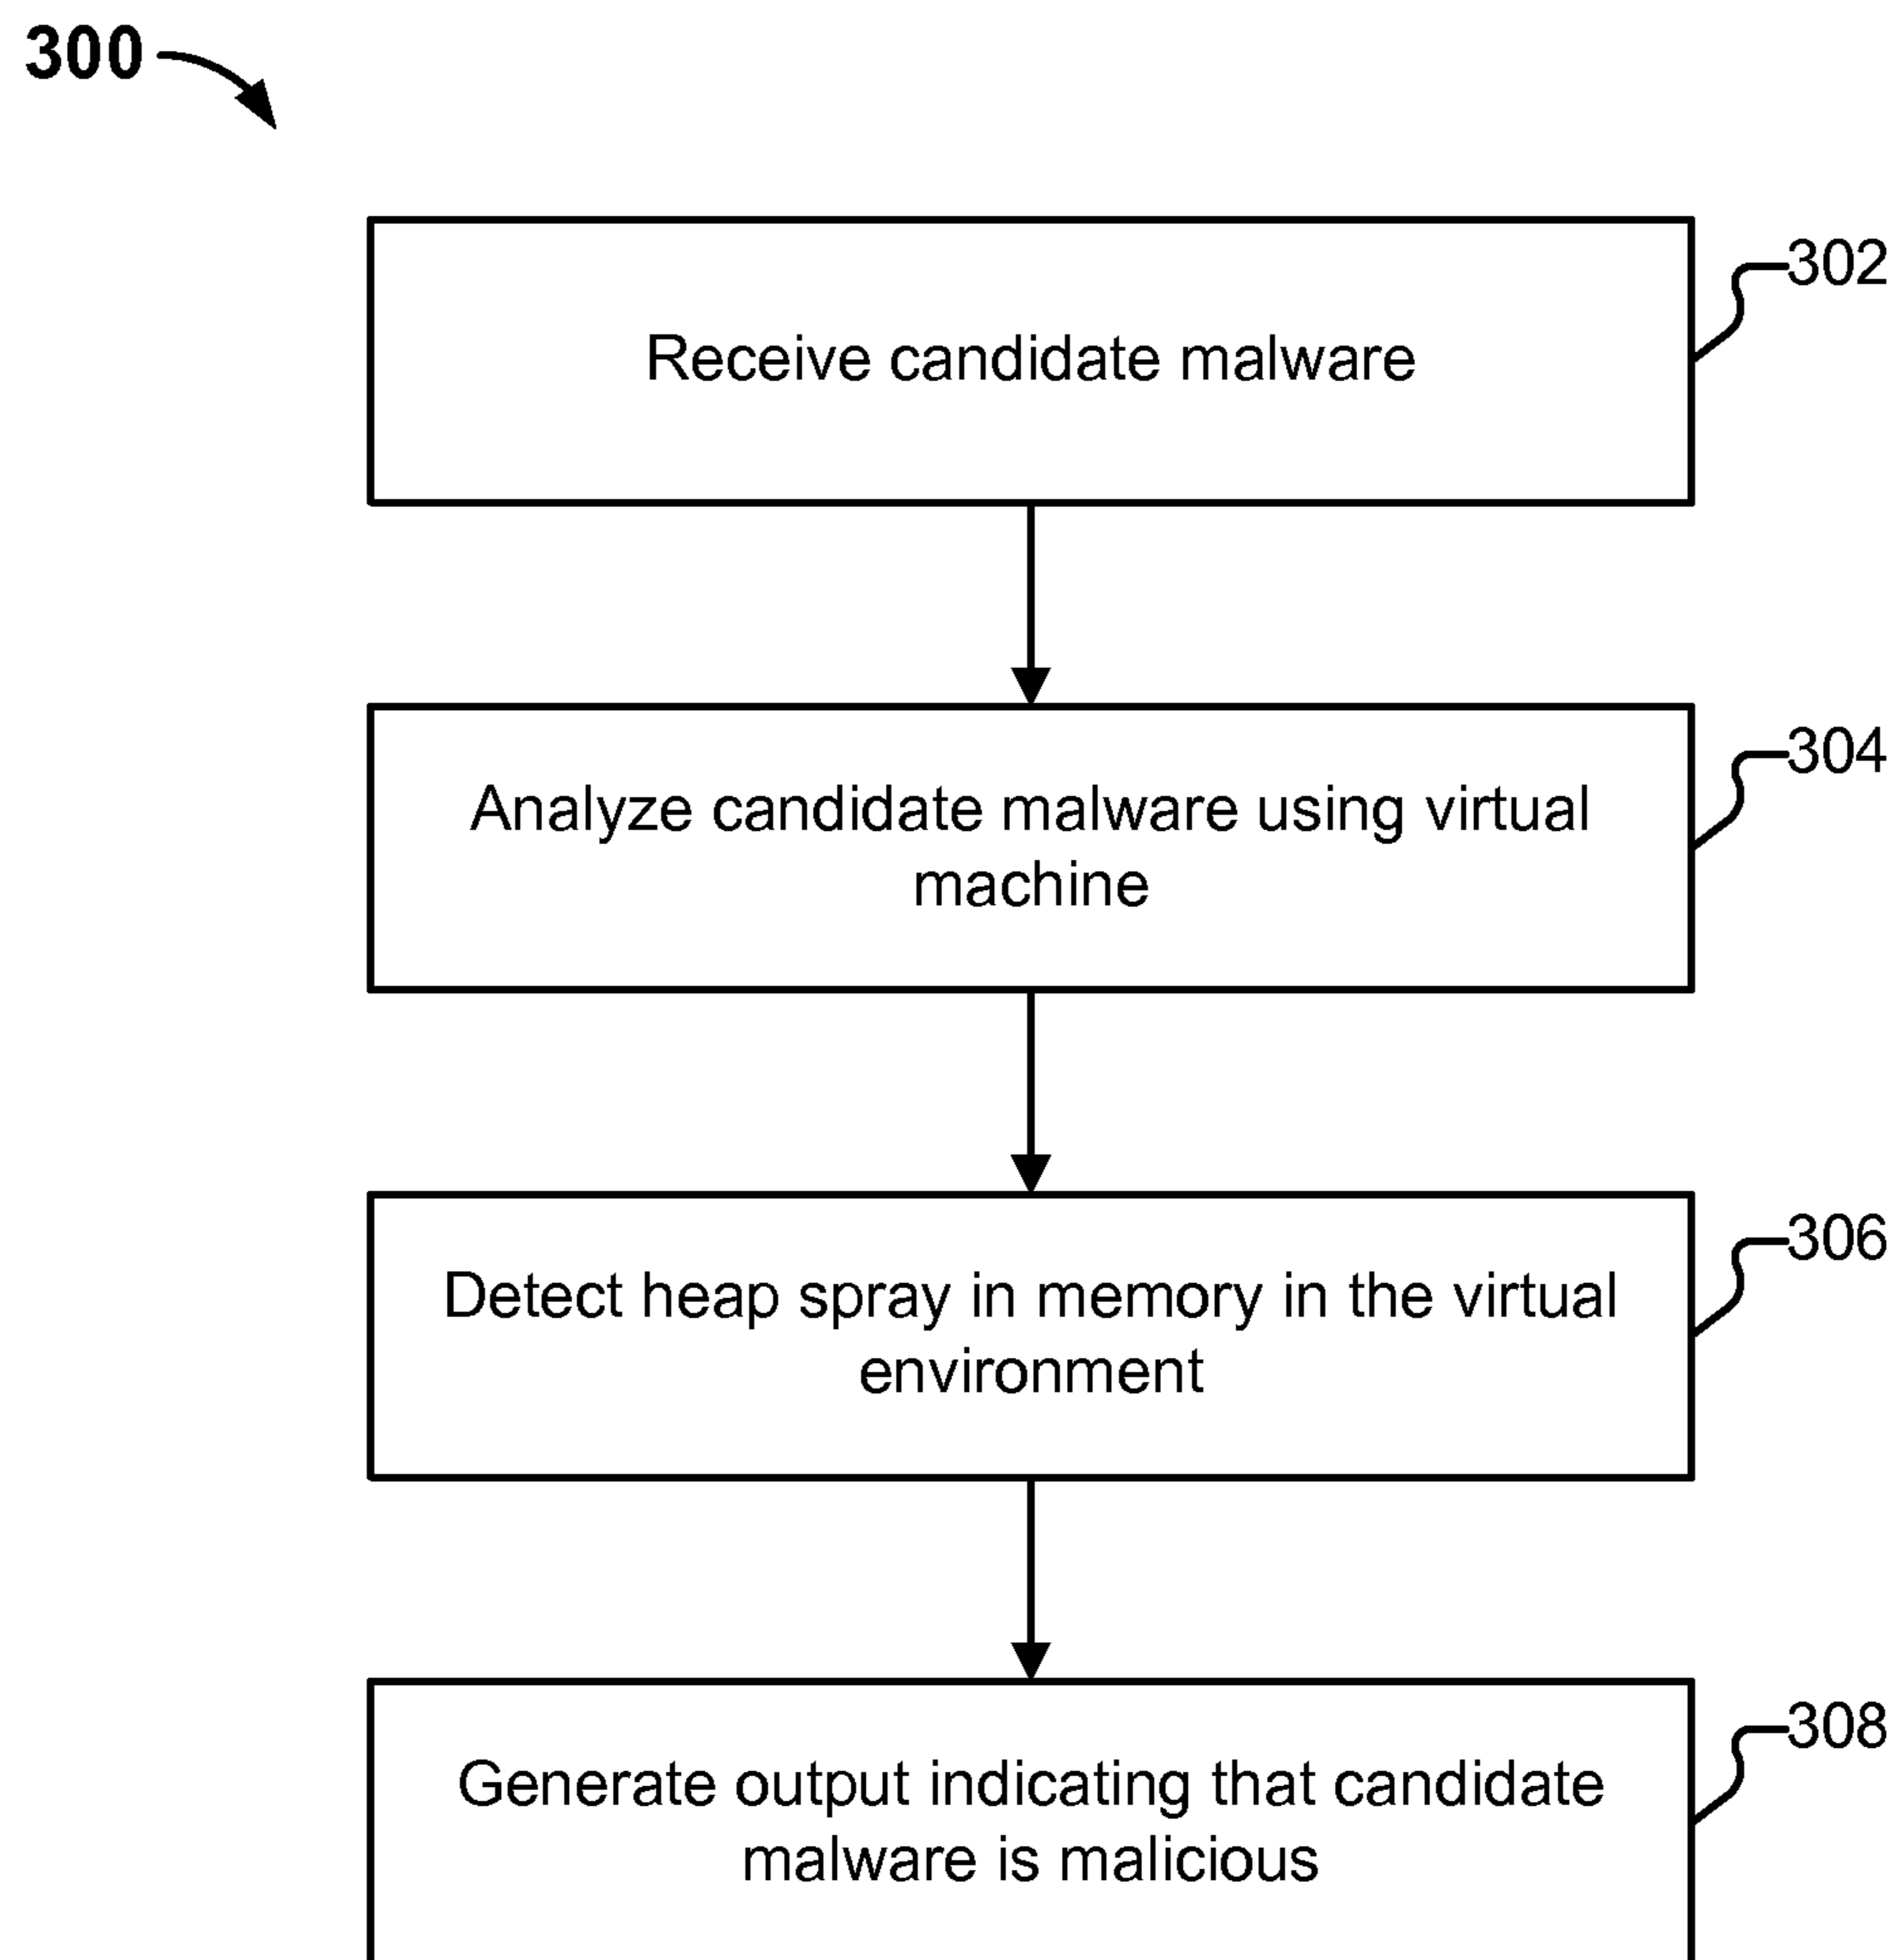 300
302
Receive candidate malware
304
Analyze candidate malware using virtual
machine
306
Detect heap spray in memory in the virtual
environment
308
Generate output indicating that candidate
malware is malicious